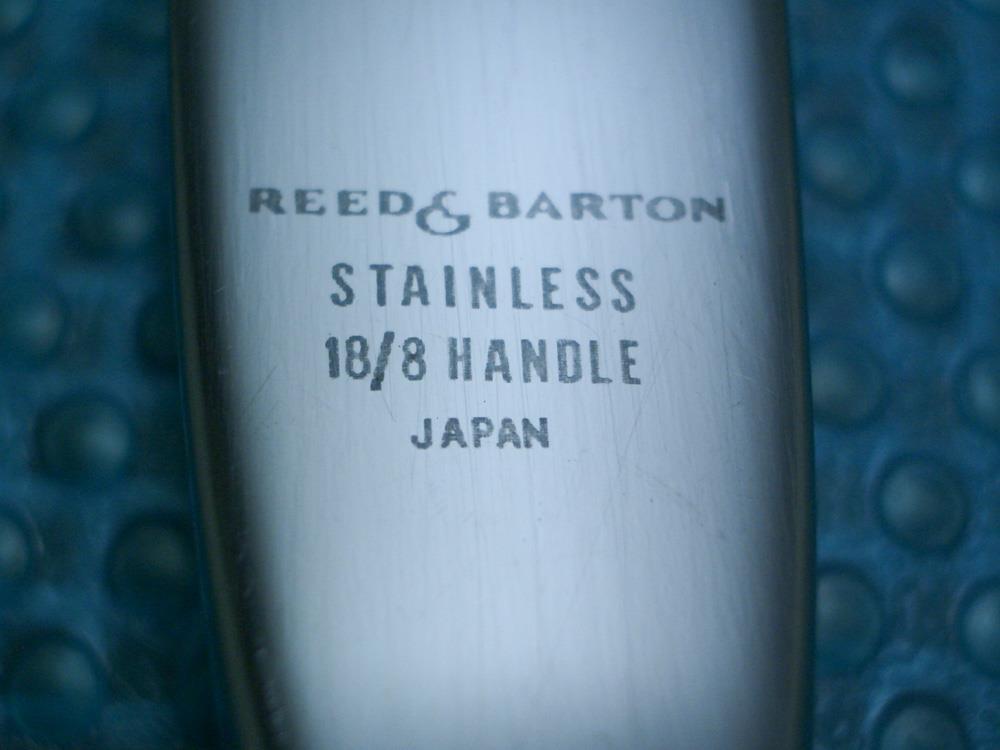 REED & BARTON
STAINLESS
18/8 HANDLE
JAPAN